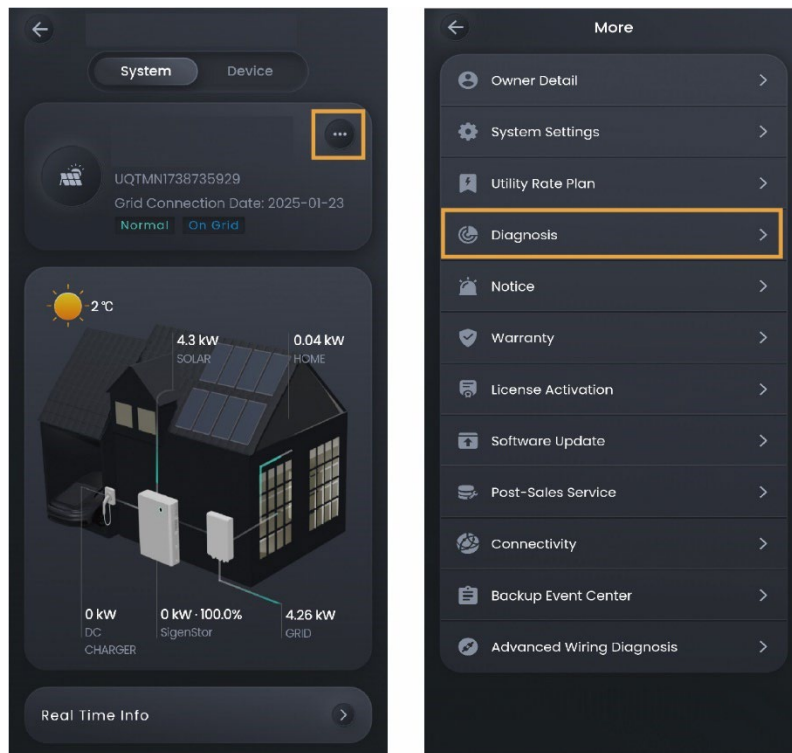 System
Device
UQTMN1738735929
Grid Connection Date: 2025-01-23
Normal On Grid
-2 °C
4.3 kW
SOLAR
0.04 kW
HOME
0 kW
DC
CHARGER
0 kW · 100.0%
SigenStor
4.26 kW
GRID
Real Time Info
More
Owner Detail
System Settings
Utility Rate Plan
Diagnosis
Notice
Warranty
License Activation
Software Update
Post-Sales Service
Connectivity
Backup Event Center
Advanced Wiring Diagnosis